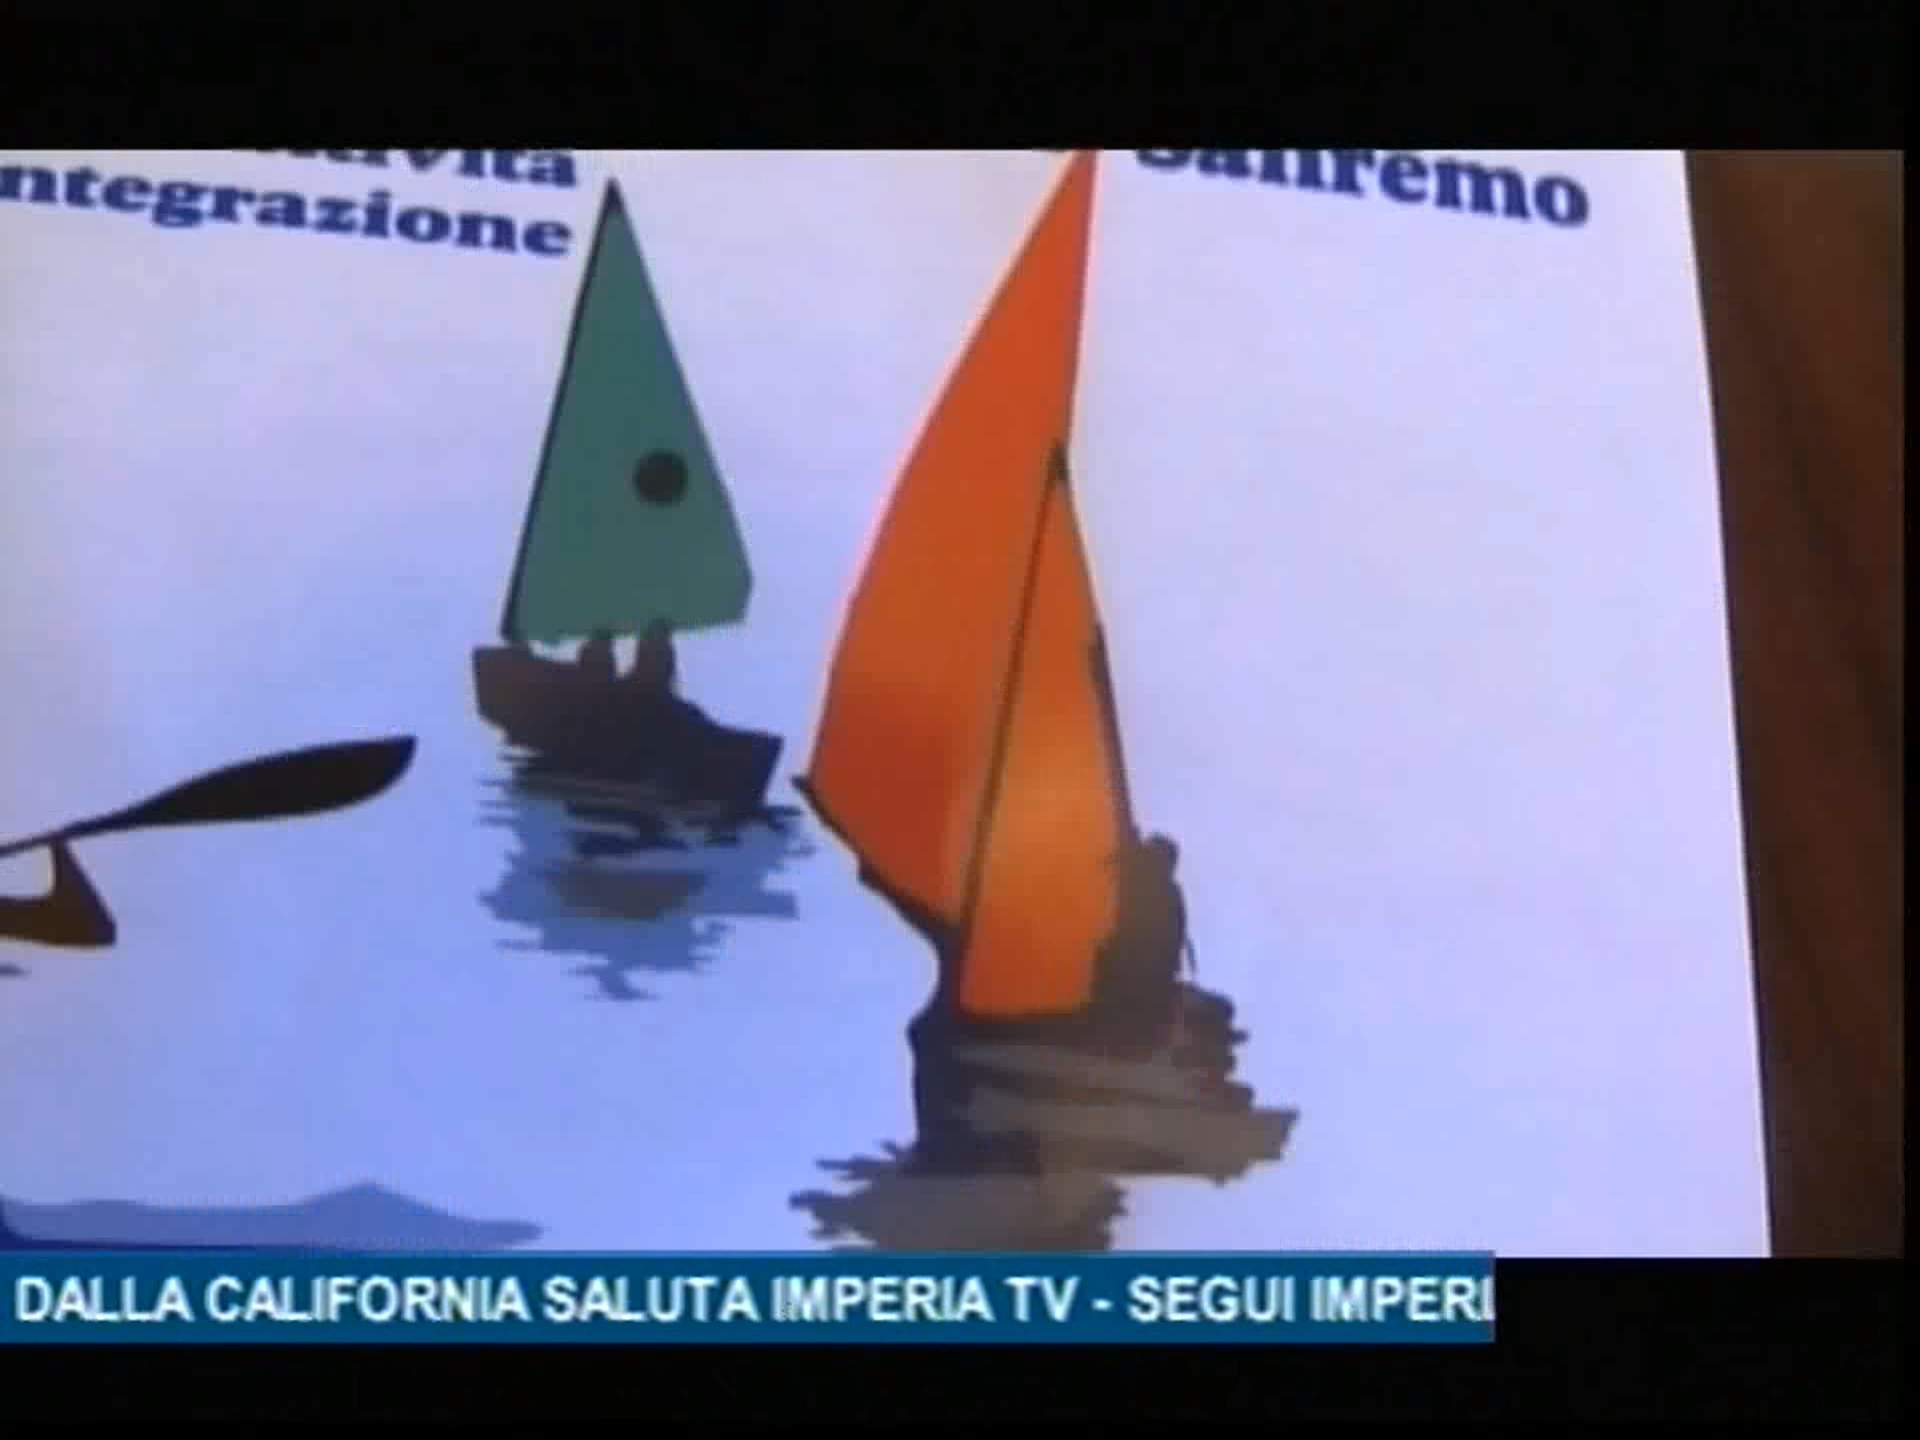 ntegrazione
Sanremo
DALLA CALIFORNIA SALUTA IMPERIA TV - SEGUI IMPERI